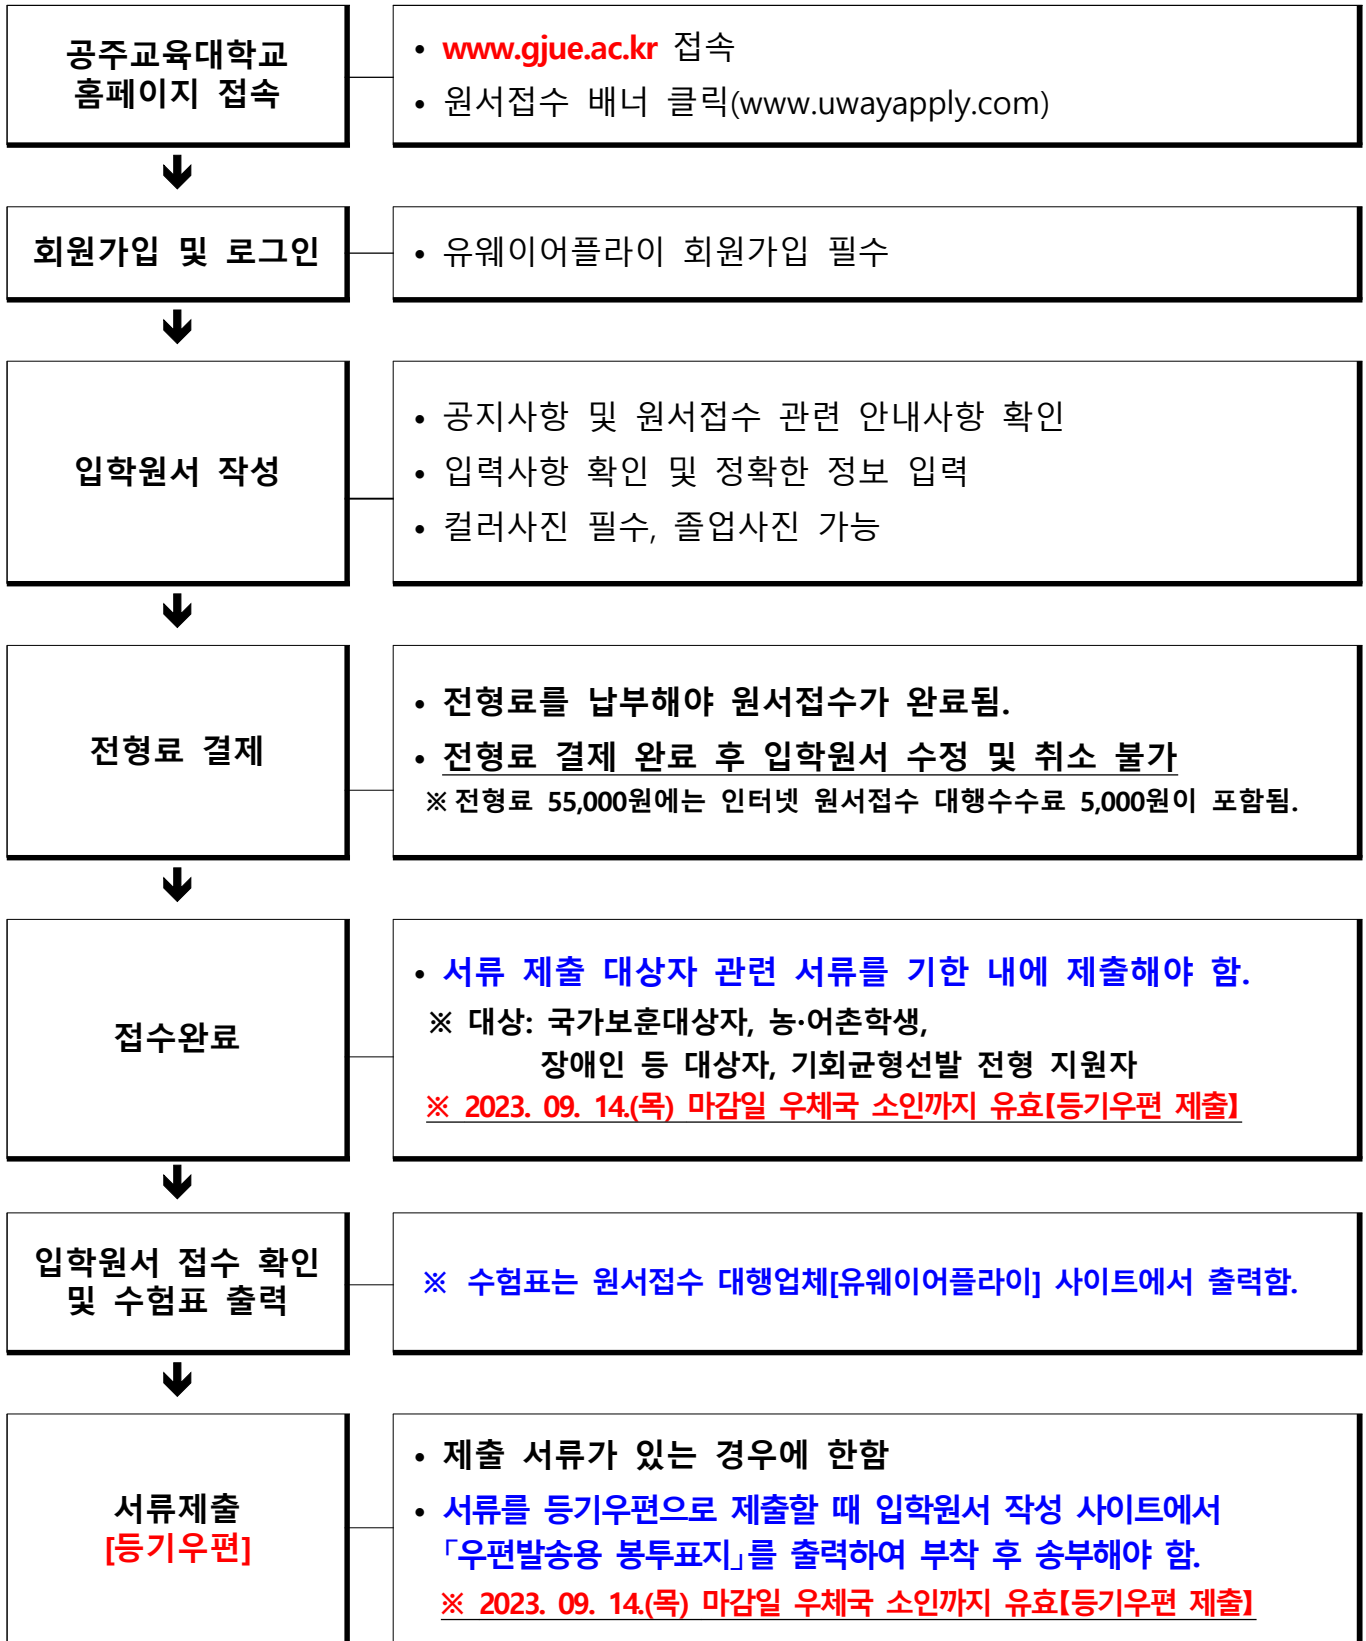 공주교육대학교
홈페이지 접속
• www.gjue.ac.kr 접속
• 원서접수 배너 클릭(www.uwayapply.com)
회원가입 및 로그인
• 유웨이어플라이 회원가입 필수
입학원서 작성
• 공지사항 및 원서접수 관련 안내사항 확인
• 입력사항 확인 및 정확한 정보 입력
• 컬러사진 필수, 졸업사진 가능
전형료 결제
• 전형료를 납부해야 원서접수가 완료됨.
• 전형료 결제 완료 후 입학원서 수정 및 취소 불가
※ 전형료 55,000원에는 인터넷 원서접수 대행수수료 5,000원이 포함됨.
접수완료
• 서류 제출 대상자 관련 서류를 기한 내에 제출해야 함.
※ 대상: 국가보훈대상자, 농·어촌학생,
장애인 등 대상자, 기회균형선발 전형 지원자
※ 2023. 09. 14.(목) 마감일 우체국 소인까지 유효【등기우편 제출】
입학원서 접수 확인
및 수험표 출력
※ 수험표는 원서접수 대행업체[유웨이어플라이] 사이트에서 출력함.
서류제출
[등기우편]
• 제출 서류가 있는 경우에 한함
• 서류를 등기우편으로 제출할 때 입학원서 작성 사이트에서
「우편발송용 봉투표지」를 출력하여 부착 후 송부해야 함.
※ 2023. 09. 14.(목) 마감일 우체국 소인까지 유효【등기우편 제출】